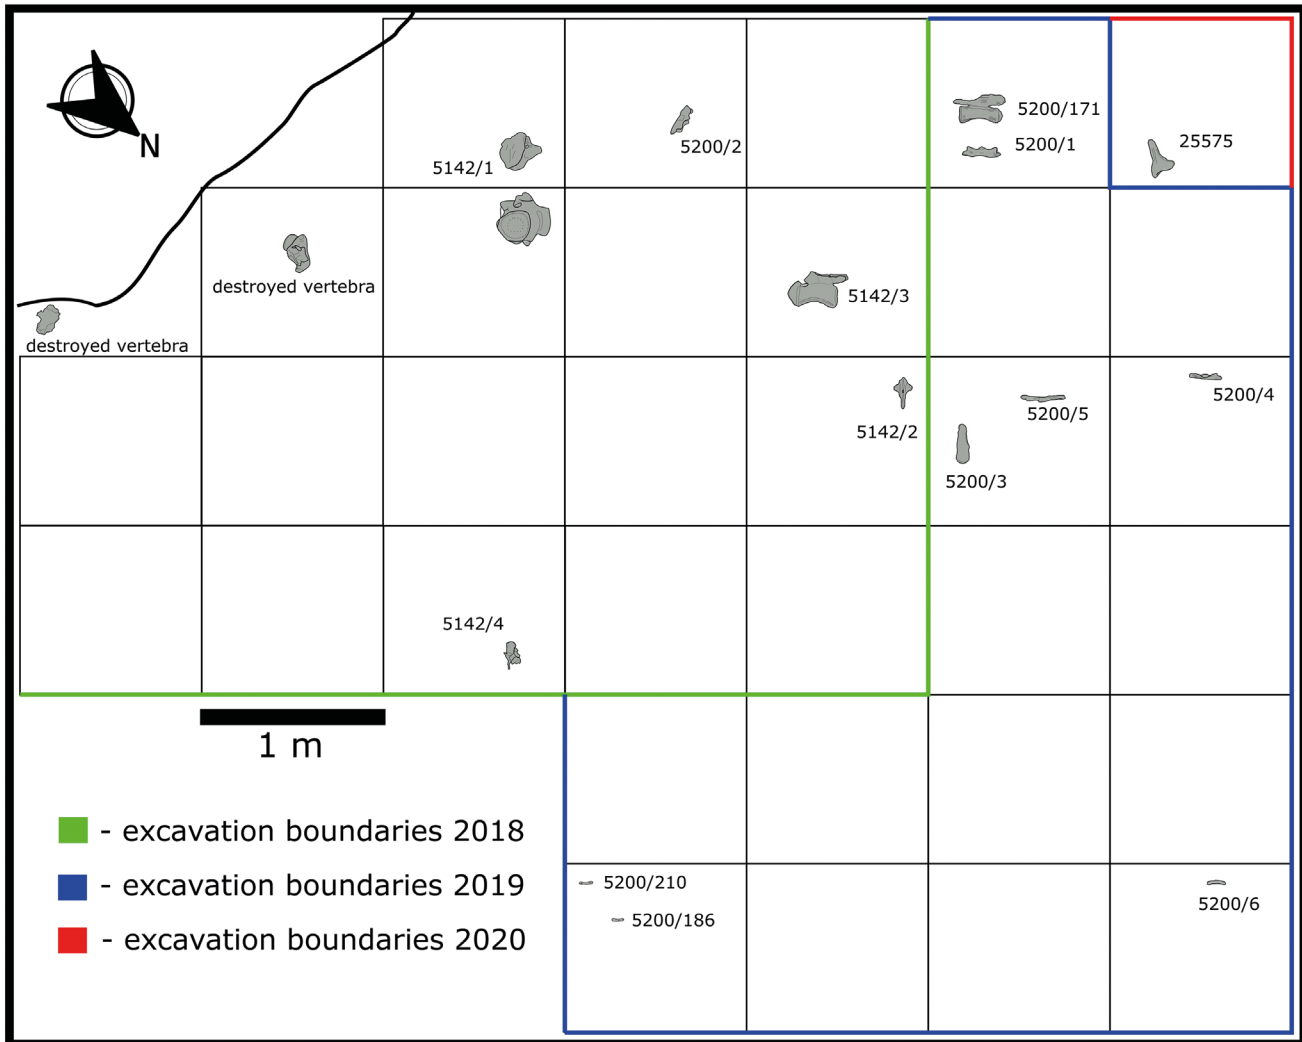 N
5142/1
5200/2
5200/171
5200/1
25575
destroyed vertebra
5142/3
destroyed vertebra
5142/2
5200/5
5200/4
5200/3
5142/4
1 m
- excavation boundaries 2018
- excavation boundaries 2019
- excavation boundaries 2020
5200/210
5200/186
5200/6